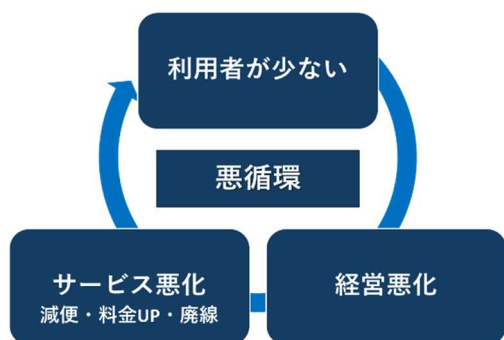 利用者が少ない
悪循環
サービス悪化
減便・料金UP・廃線
経営悪化